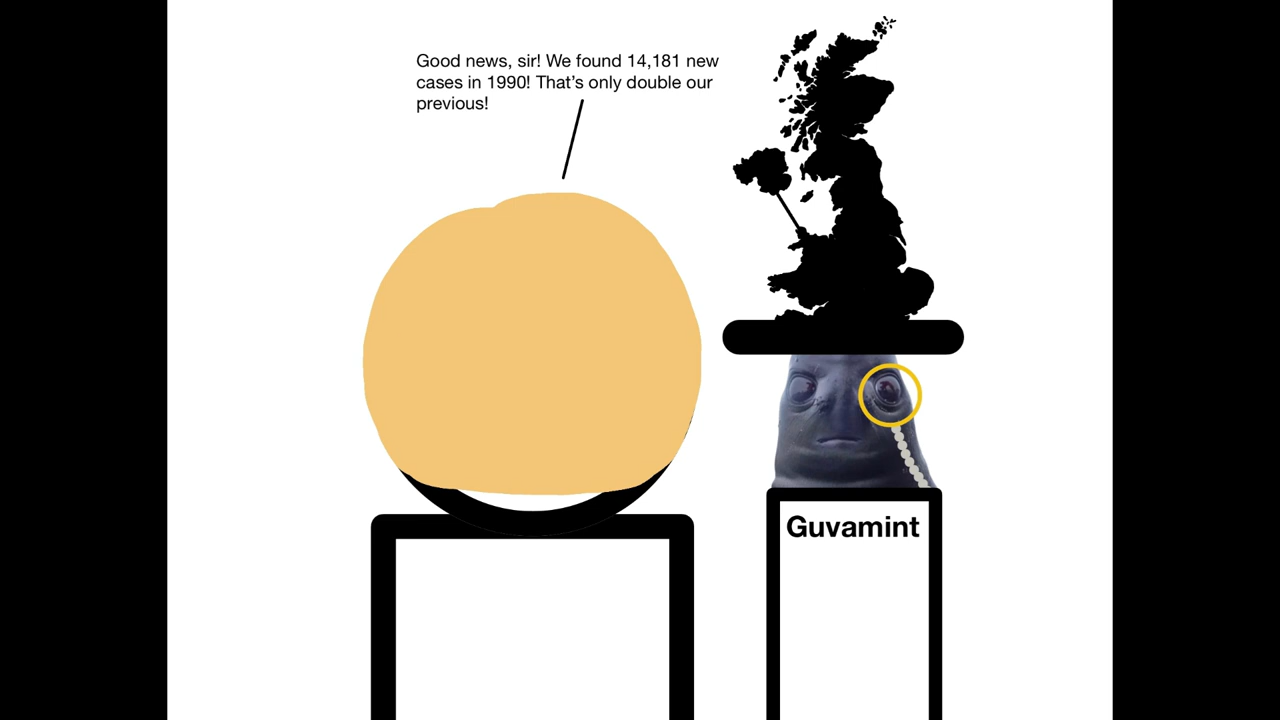 Good news, sir! We found 14,181 new
cases in 1990! That’s only double our
previous!
Guvamint